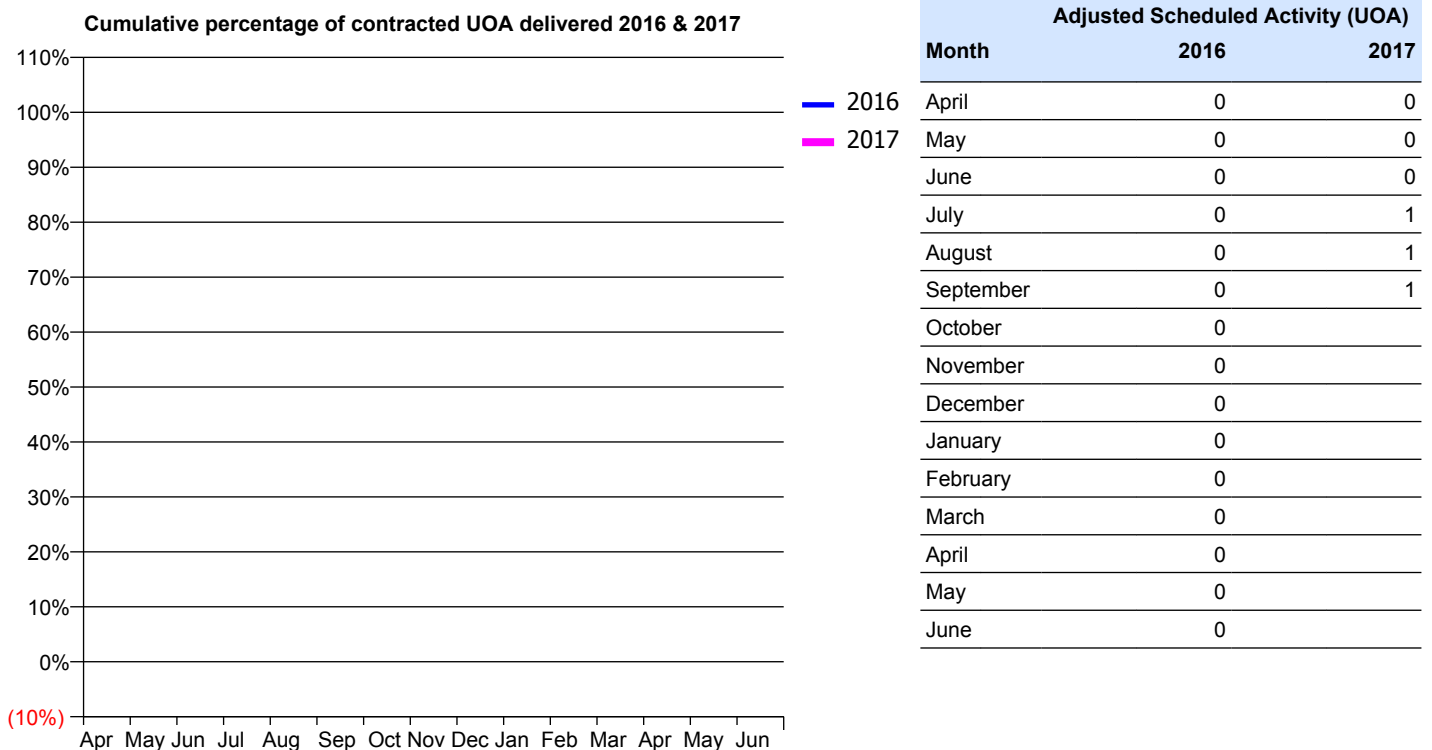 Cumulative percentage of contracted UOA delivered 2016 & 2017
110%
100%
90%
80%
70%
60%
50%
40%
30%
20%
10%
0%
(10%)
Apr May Jun Jul Aug Sep Oct Nov Dec Jan Feb Mar Apr May Jun
2016
2017
Adjusted Scheduled Activity (UOA)
Month 2016 2017
April 0 0
May 0 0
June 0 0
July 0 1
August 0 1
September 0 1
October 0
November 0
December 0
January 0
February 0
March 0
April 0
May 0
June 0